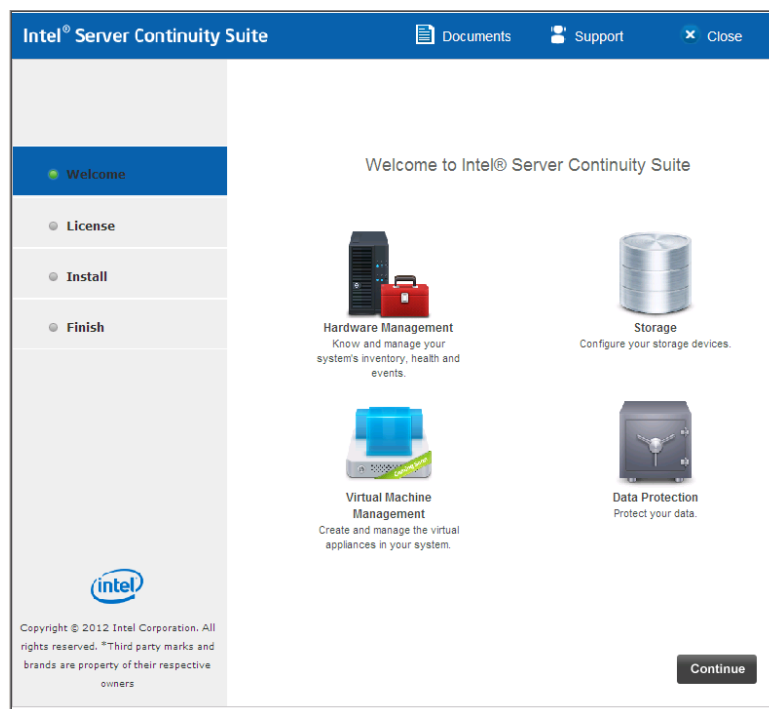 Intel® Server Continuity Suite
Documents
Support
Close
Welcome
License
Install
Finish
Welcome to Intel® Server Continuity Suite
Hardware Management
Know and manage your
system's inventory, health and
events.
Storage
Configure your storage devices.
Coming Soon
Virtual Machine
Management
Create and manage the virtual
appliances in your system.
Data Protection
Protect your data.
intel
Copyright © 2012 Intel Corporation. All
rights reserved. *Third party marks and
brands are property of their respective
owners
Continue